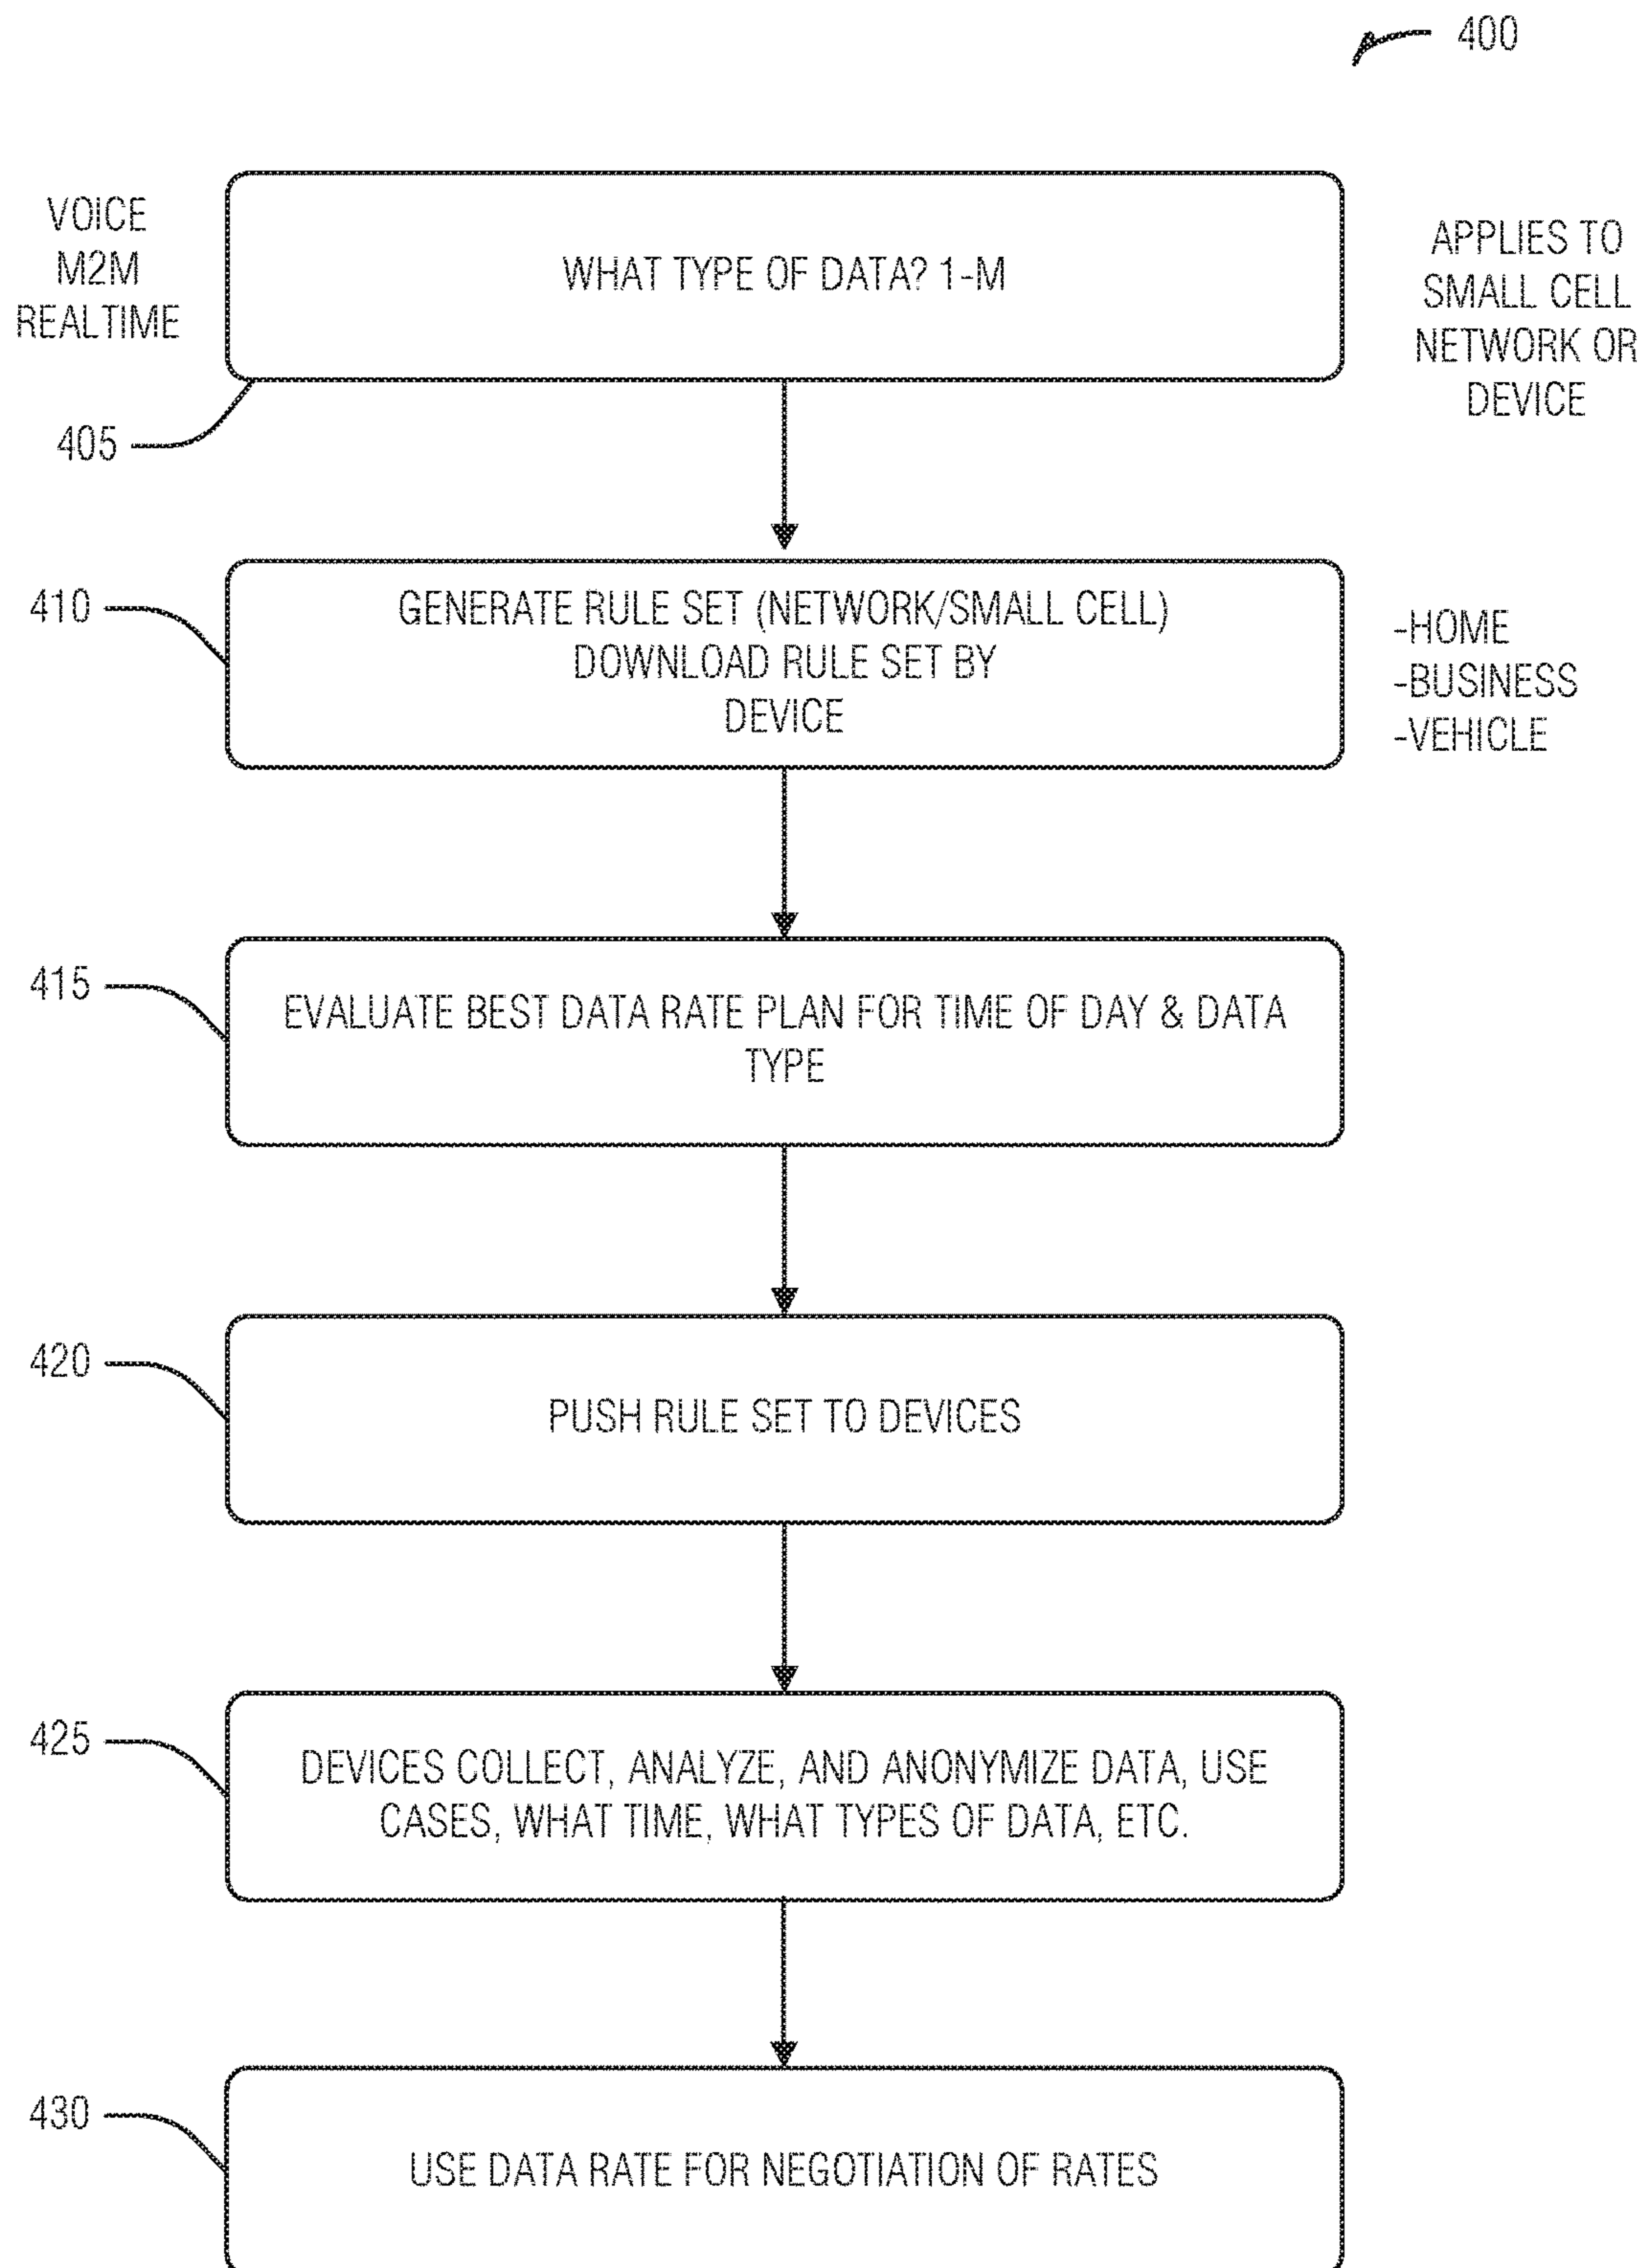 400
VOICE
M2M
REALTIME
WHAT TYPE OF DATA? 1-M
APPLIES TO
SMALL CELL
NETWORK OR
DEVICE
405
410
GENERATE RULE SET (NETWORK/SMALL CELL)
DOWNLOAD RULE SET BY
DEVICE
-HOME
-BUSINESS
-VEHICLE
415
EVALUATE BEST DATA RATE PLAN FOR TIME OF DAY & DATA
TYPE
420
PUSH RULE SET TO DEVICES
425
DEVICES COLLECT, ANALYZE, AND ANONYMIZE DATA, USE
CASES, WHAT TIME, WHAT TYPES OF DATA, ETC.
430
USE DATA RATE FOR NEGOTIATION OF RATES